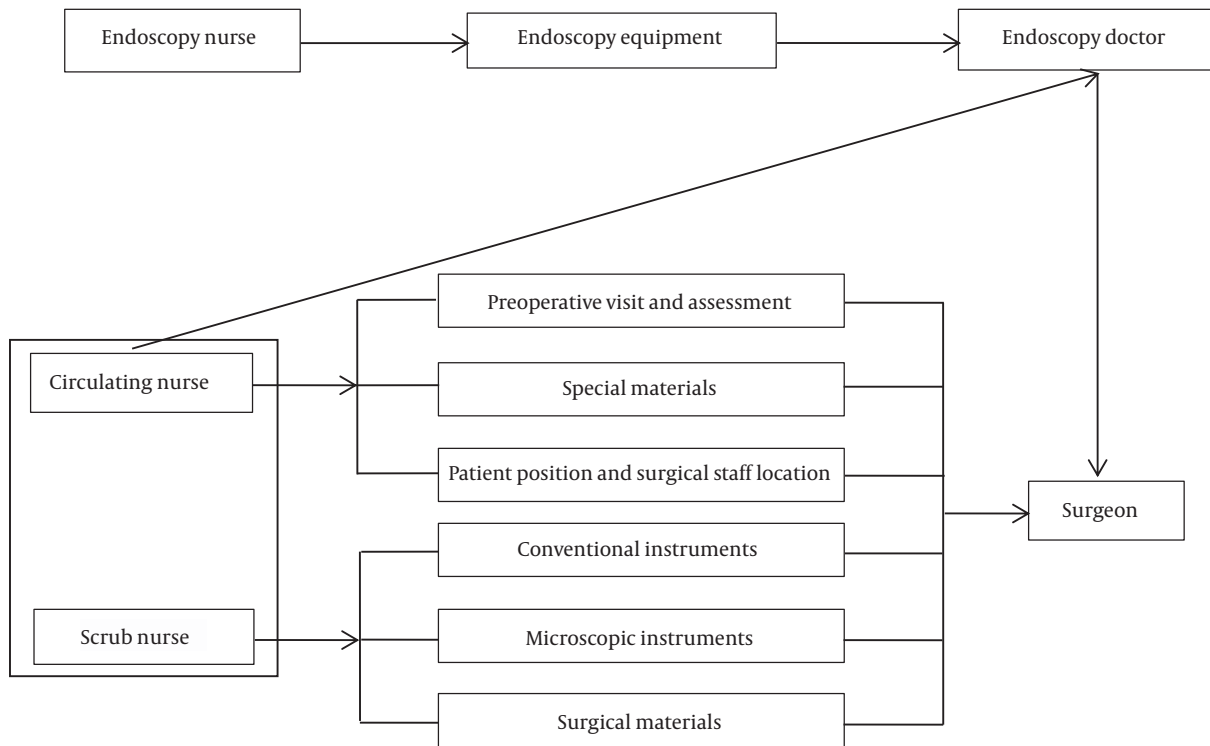 Endoscopy nurse
Endoscopy equipment
Endoscopy doctor
Preoperative visit and assessment
Circulating nurse
Special materials
Patient position and surgical staff location
Surgeon
Conventional instruments
Scrub nurse
Microscopic instruments
Surgical materials